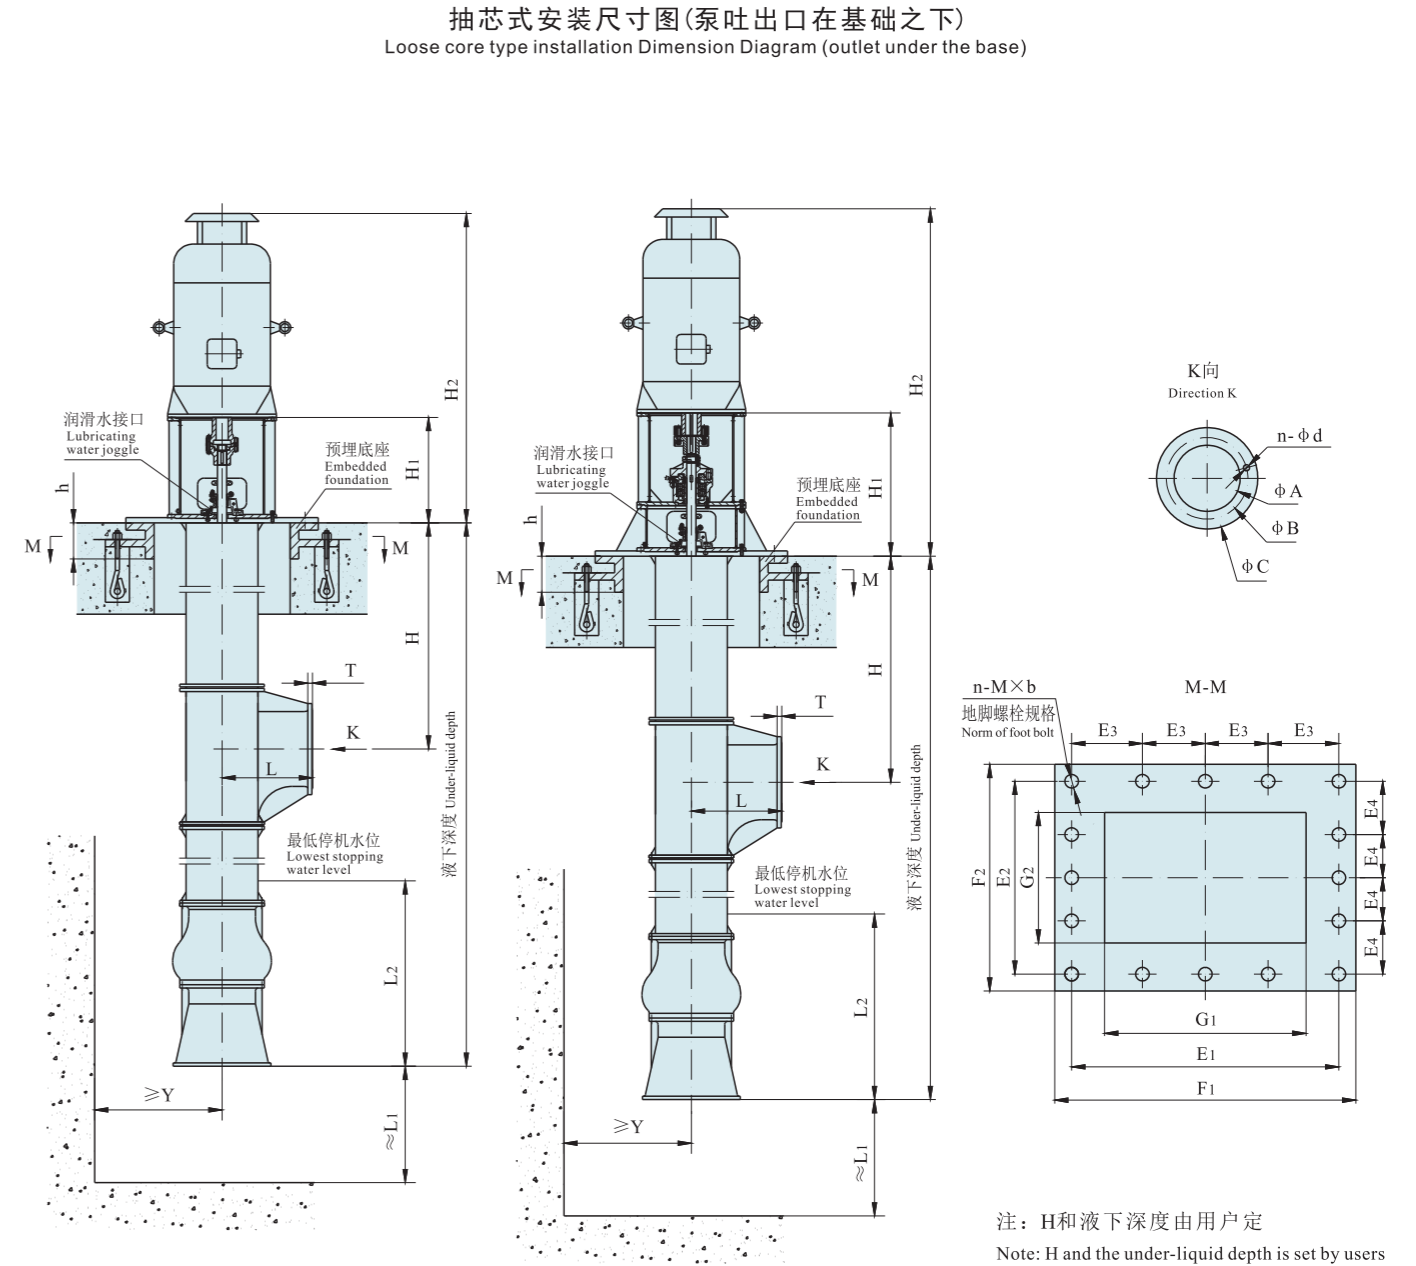 抽芯式安装尺寸图(泵吐出口在基础之下)
Loose core type installation Dimension Diagram (outlet under the base)
润滑水接口
Lubricating
water joggle
预埋底座
Embedded
foundation
h
M
M
H1
H2
H
T
K
L
液下深度 Under-liquid depth
最低停机水位
Lowest stopping
water level
L2
≥Y
≈L1
润滑水接口
Lubricating
water joggle
预埋底座
Embedded
foundation
h
M
M
H1
H2
H
T
K
L
液下深度 Under-liquid depth
最低停机水位
Lowest stopping
water level
L2
≥Y
≈L1
K向
Direction K
n-φd
φA
φB
φC
n-M×b
地脚螺栓规格
Norm of foot bolt
M-M
E3
E3
E3
E3
E4
E4
E4
E4
F2
E2
G2
G1
E1
F1
注：H和液下深度由用户定
Note: H and the under-liquid depth is set by users